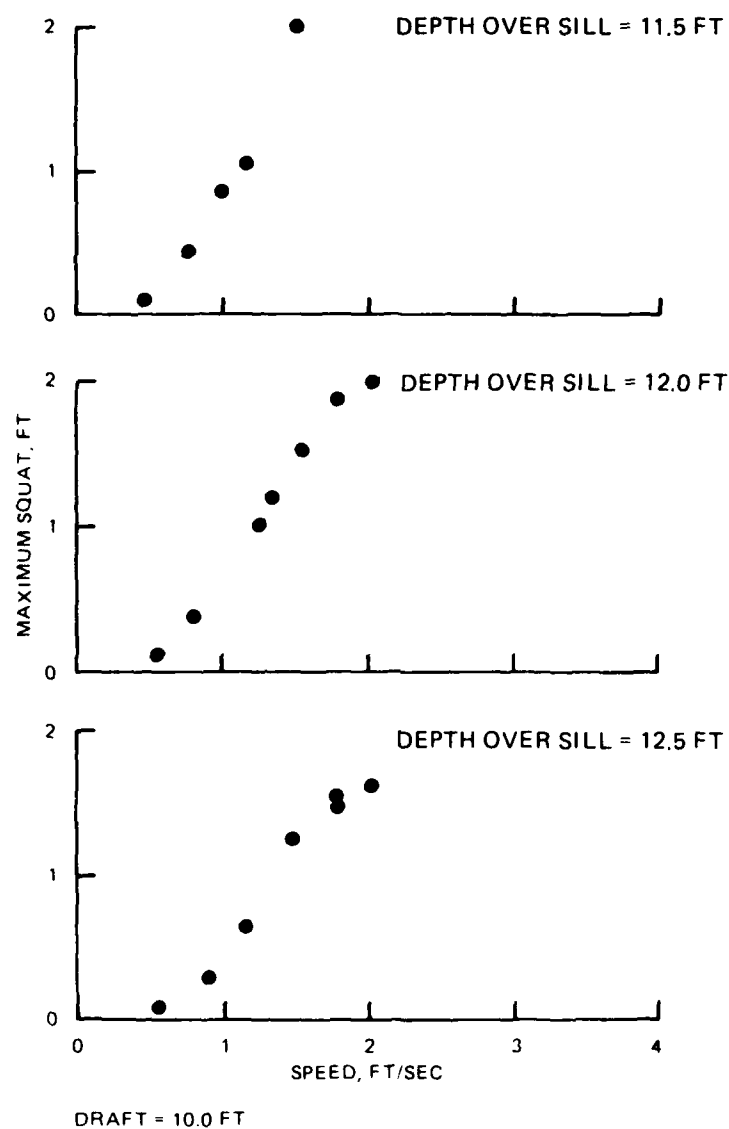 2
DEPTH OVER SILL = 11.5 FT
1
0
2
DEPTH OVER SILL = 12.0 FT
MAXIMUM SQUAT, FT
1
0
2
DEPTH OVER SILL = 12.5 FT
1
0
0 1 2 3 4
SPEED, FT/SEC
DRAFT = 10.0 FT